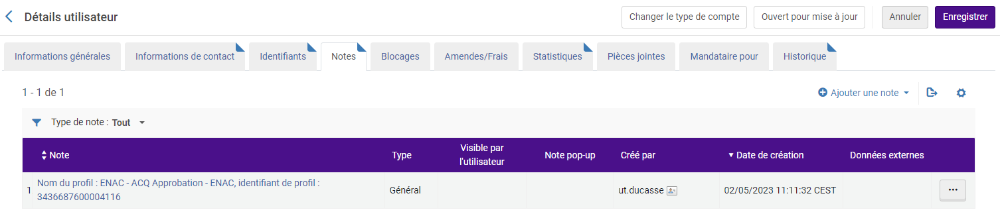 Détails utilisateur
Changer le type de compte
Ouvert pour mise à jour
Annuler
Enregistrer
Informations générales
Informations de contact
Identifiants
Notes
Blocages
Amendes/Frais
Statistiques
Pièces jointes
Mandataire pour
Historique
1 - 1 de 1
Ajouter une note
Type de note : Tout
Note
Type
Visible par
l'utilisateur
Note pop-up
Créé par
Date de création
Données externes
1
Nom du profil : ENAC - ACQ Approbation - ENAC, identifiant de profil :
3436687600004116
Général
ut.ducasse
02/05/2023 11:11:32 CEST